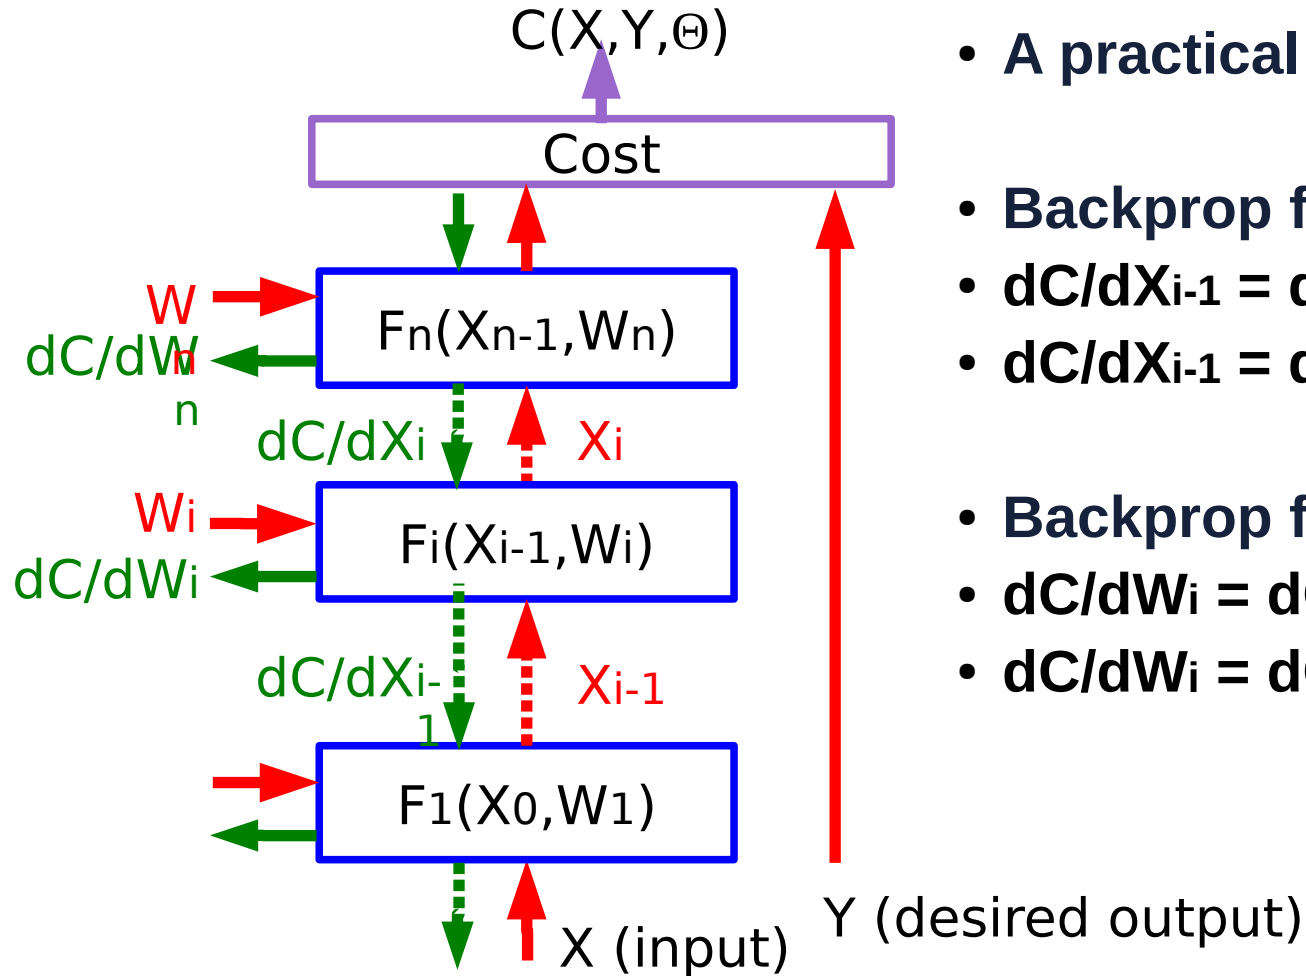 C(X,Y,Θ)
Cost
W
n
dC/dW
n
Fn(Xn-1,Wn)
dC/dXi
Xi
Wi
dC/dWi
Fi(Xi-1,Wi)
dC/dXi-
1
Xi-1
F1(X0,W1)
X (input)
Y (desired output)
• A practical
• Backprop f
• dC/dXi-1 = d
• dC/dXi-1 = d
• Backprop f
• dC/dWi = dC
• dC/dWi = dC